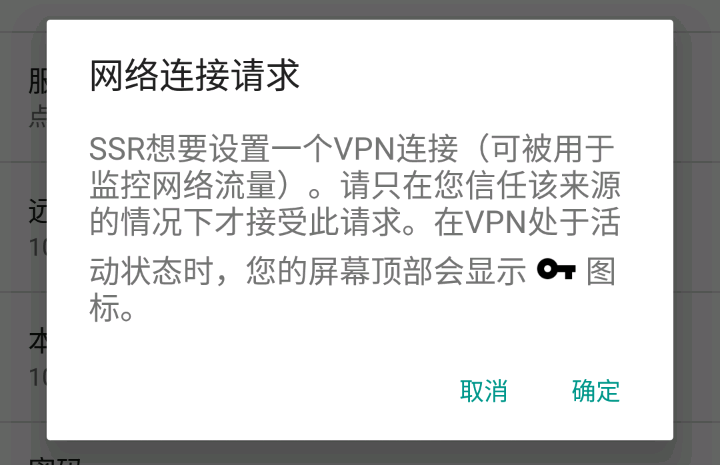 网络连接请求
SSR想要设置一个VPN连接（可被用于
监控网络流量）。请只在您信任该来源
的情况下才接受此请求。在VPN处于活
动状态时，您的屏幕顶部会显示 图
标。
取消 确定